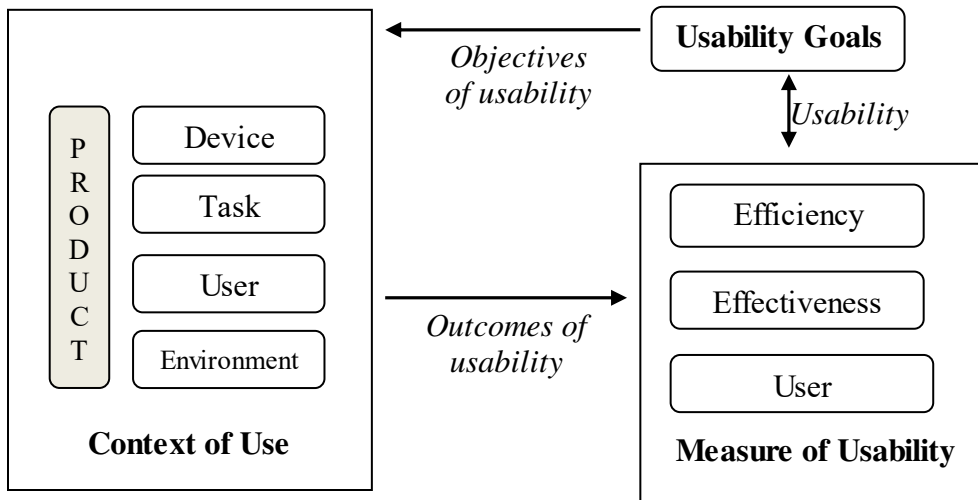 Usability Goals
Objectives
of usability
Usability
PRODUCT
Device
Task
User
Environment
Context of Use
Outcomes of
usability
Efficiency
Effectiveness
User
Measure of Usability